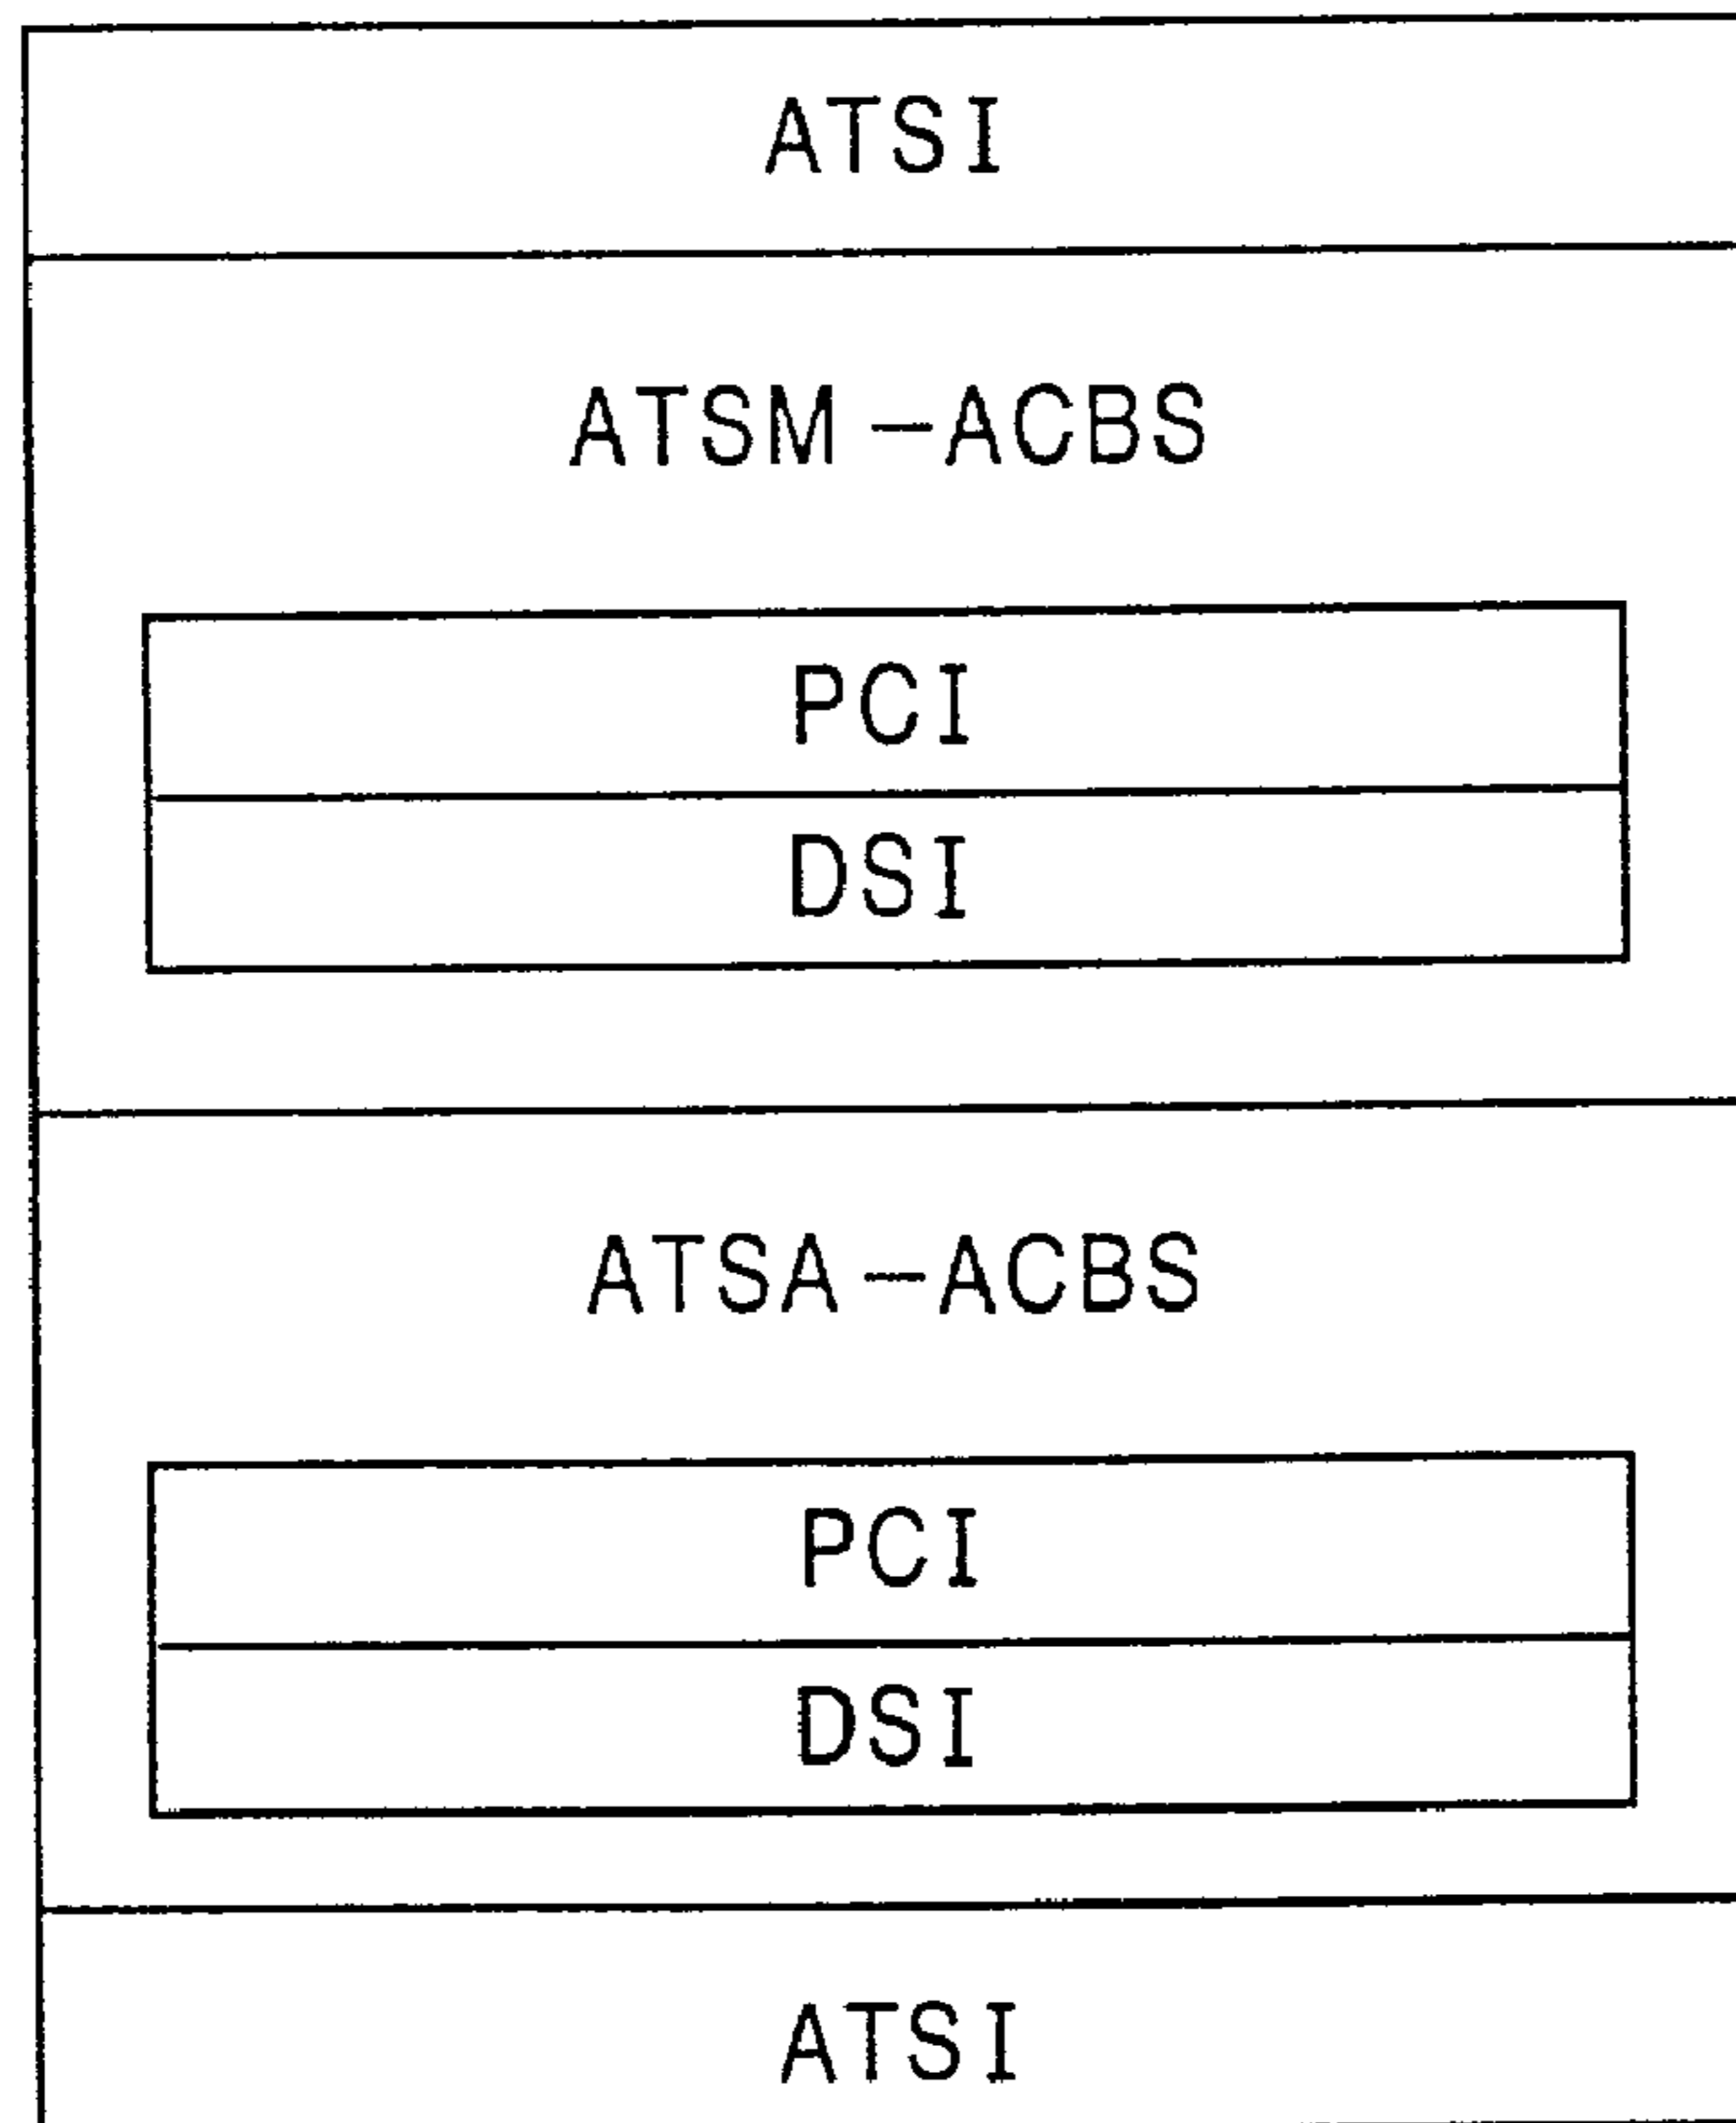 ATSI
ATSM-ACBS
PCI
DSI
ATSA-ACBS
PCI
DSI
ATSI